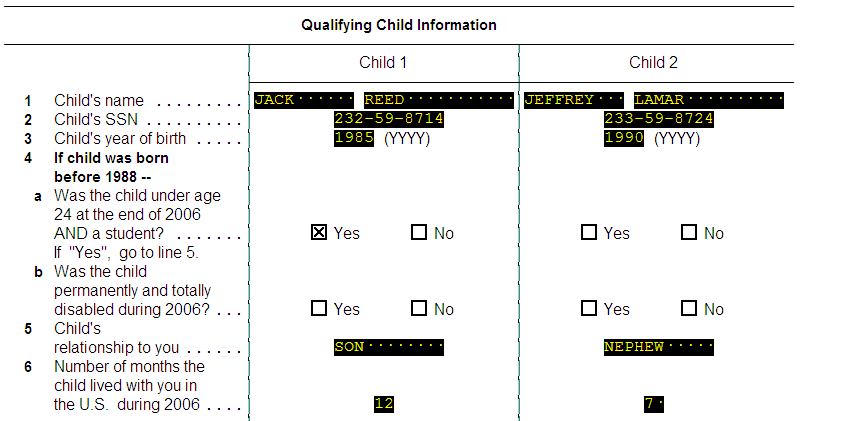 Qualifying Child Information
Child 1 Child 2
1 Child's name ......... JACK······ REED··········· JEFFREY··· LAMAR··········
2 Child's SSN .......... 232-59-8714 233-59-8724
3 Child's year of birth ..... 1985 (YYYY) 1990 (YYYY)
4 If child was born
before 1988 --
a Was the child under age
24 at the end of 2006
AND a student? ....... Yes No Yes No
If "Yes", go to line 5.
b Was the child
permanently and totally
disabled during 2006? ... Yes No Yes No
5 Child's
relationship to you ...... SON········ NEPHEW·····
6 Number of months the
child lived with you in
the U.S. during 2006 .... 12 7·